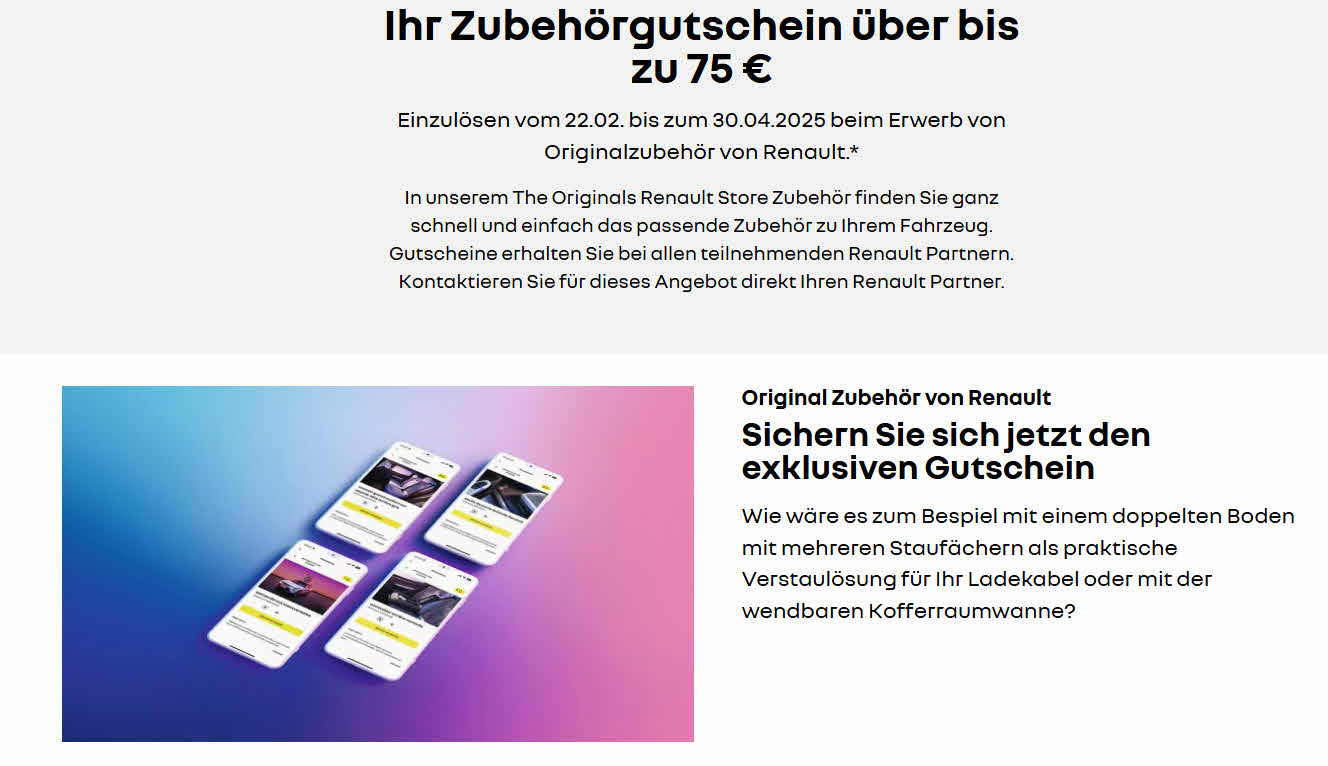 Ihr Zubehörgutschein über bis
zu 75 €
Einzulösen vom 22.02. bis zum 30.04.2025 beim Erwerb von
Originalzubehör von Renault.*
In unserem The Originals Renault Store Zubehör finden Sie ganz
schnell und einfach das passende Zubehör zu Ihrem Fahrzeug.
Gutscheine erhalten Sie bei allen teilnehmenden Renault Partnern.
Kontaktieren Sie für dieses Angebot direkt Ihren Renault Partner.
Original Zubehör von Renault
Sichern Sie sich jetzt den
exklusiven Gutschein
Wie wäre es zum Bespiel mit einem doppelten Boden
mit mehreren Staufächern als praktische
Verstaulösung für Ihr Ladekabel oder mit der
wendbaren Kofferraumwanne?